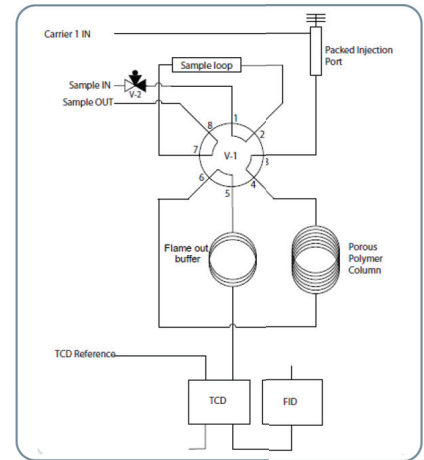 Carrier 1 IN
Packed Injection
Port
Sample loop
Sample IN
V-2
Sample OUT
1
8
2
V-1
7
3
6
4
5
Flame out
buffer
Porous
Polymer
Column
TCD Reference
TCD
FID